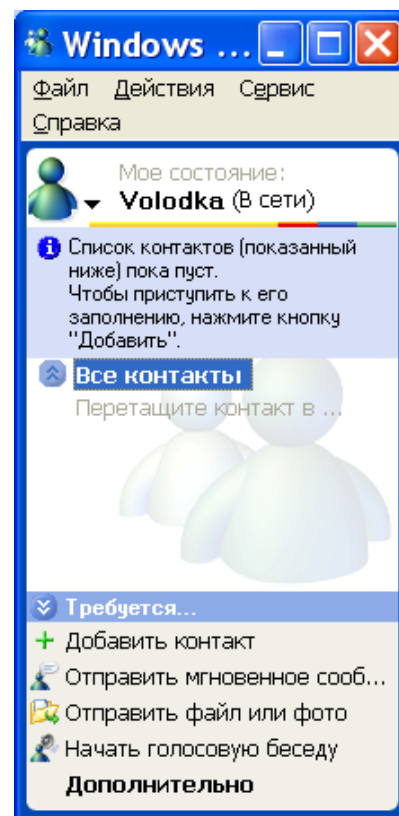 Windows ...
Файл Действия Сервис
Справка
Мое состояние:
Volodka (В сети)
Список контактов (показанный
ниже) пока пуст.
Чтобы приступить к его
заполнению, нажмите кнопку
"Добавить".
Все контакты
Перетащите контакт в ...
Требуется...
Добавить контакт
Отправить мгновенное сооб...
Отправить файл или фото
Начать голосовую беседу
Дополнительно